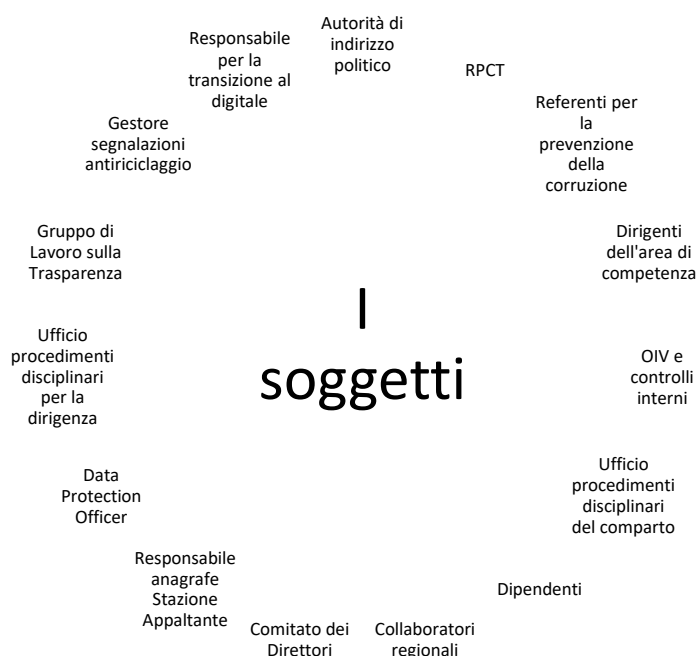 Autorità di
indirizzo
politico
RPCT
Referenti per
la
prevenzione
della
corruzione
Dirigenti
dell'area di
competenza
OIV e
controlli
interni
Ufficio
procedimenti
disciplinari
del comparto
Dipendenti
Collaboratori
regionali
Comitato dei
Direttori
Responsabile
anagrafe
Stazione
Appaltante
Data
Protection
Officer
Ufficio
procedimenti
disciplinari
per la
dirigenza
Gruppo di
Lavoro sulla
Trasparenza
Gestore
segnalazioni
antiriciclaggio
Responsabile
per la
transizione al
digitale
I
soggetti